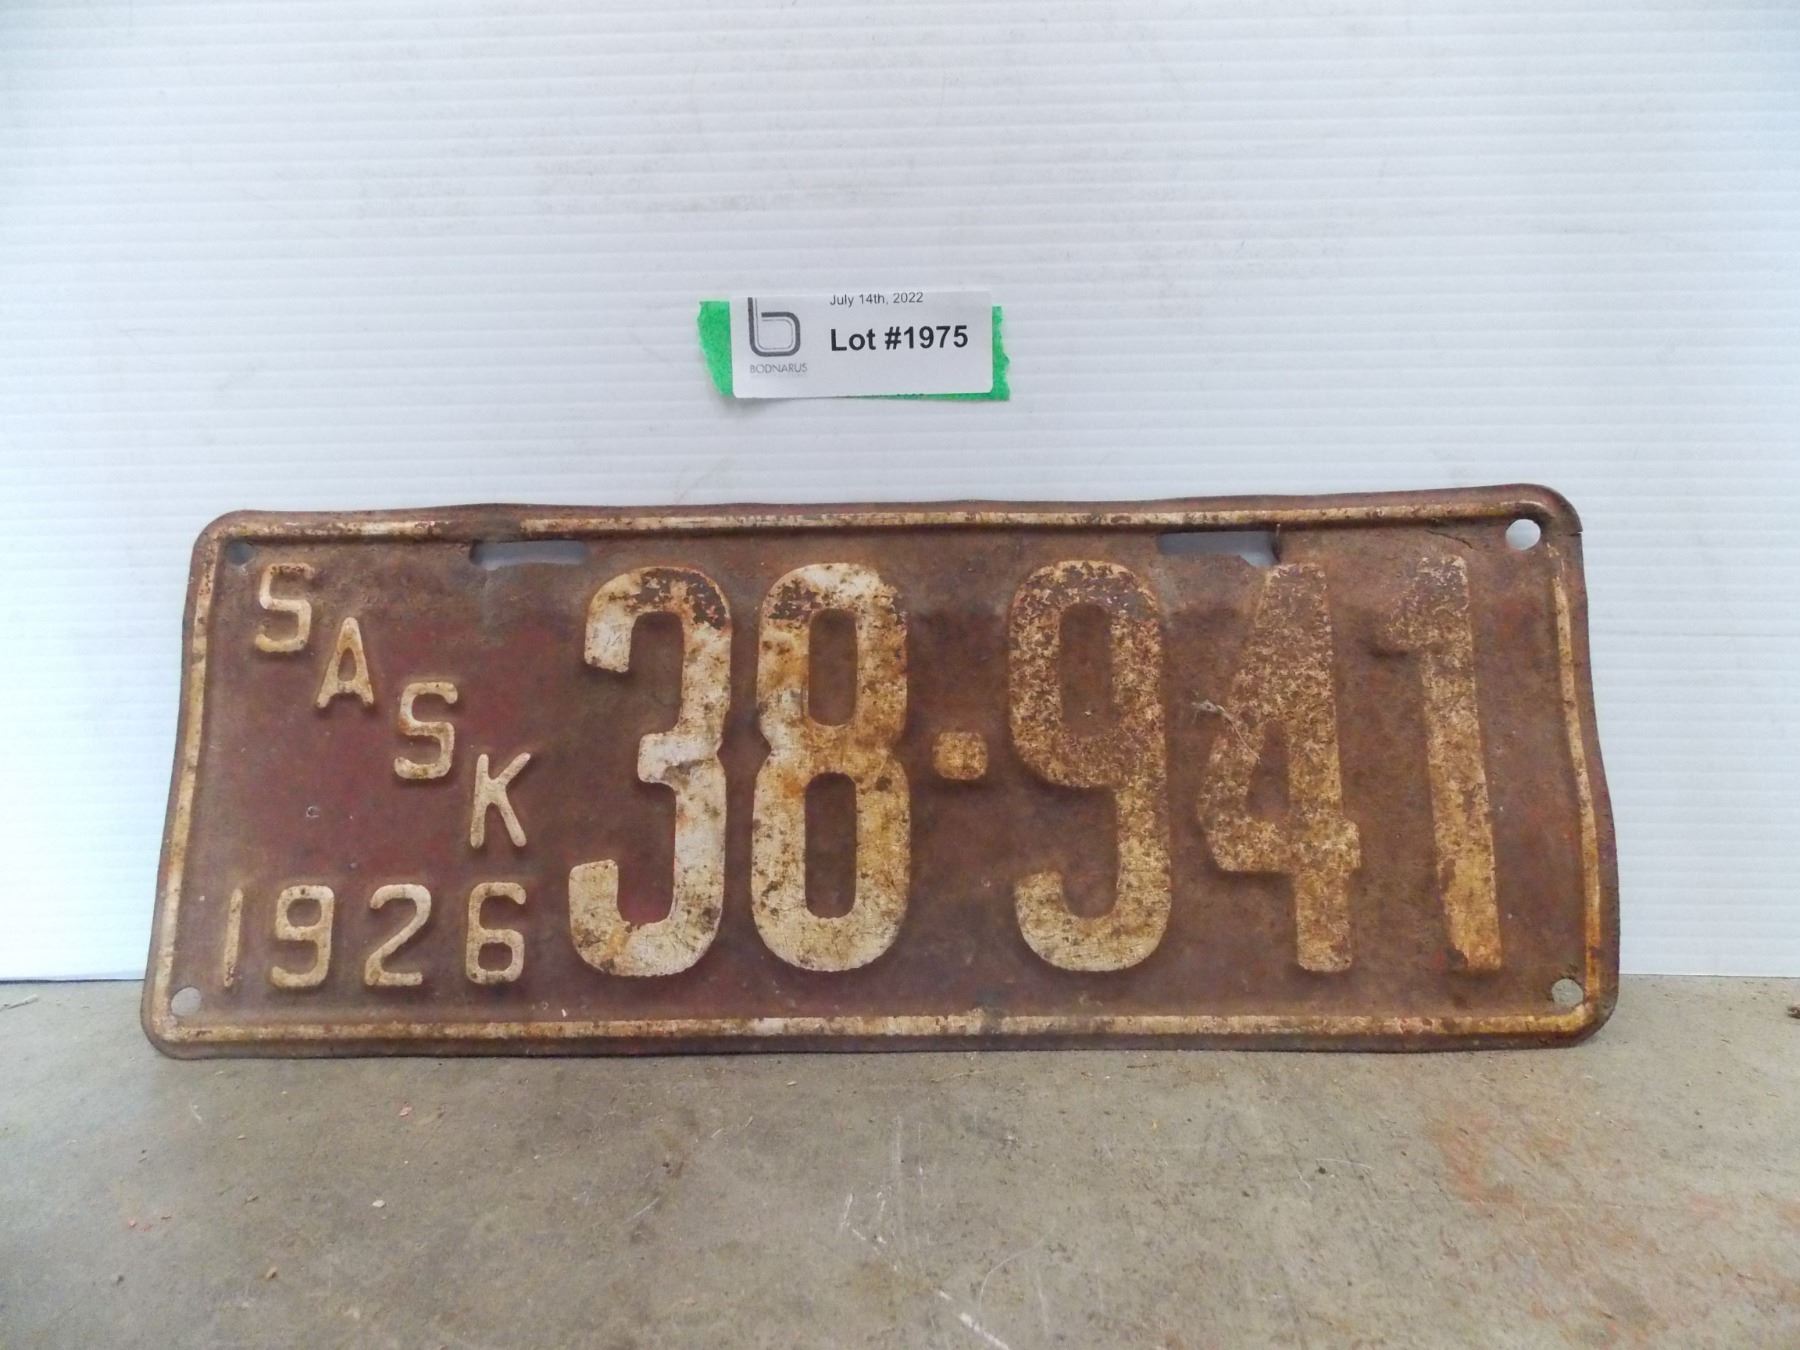 July 14th, 2022
Lot #1975
b
BODNARUS
SASK
38-941
1926